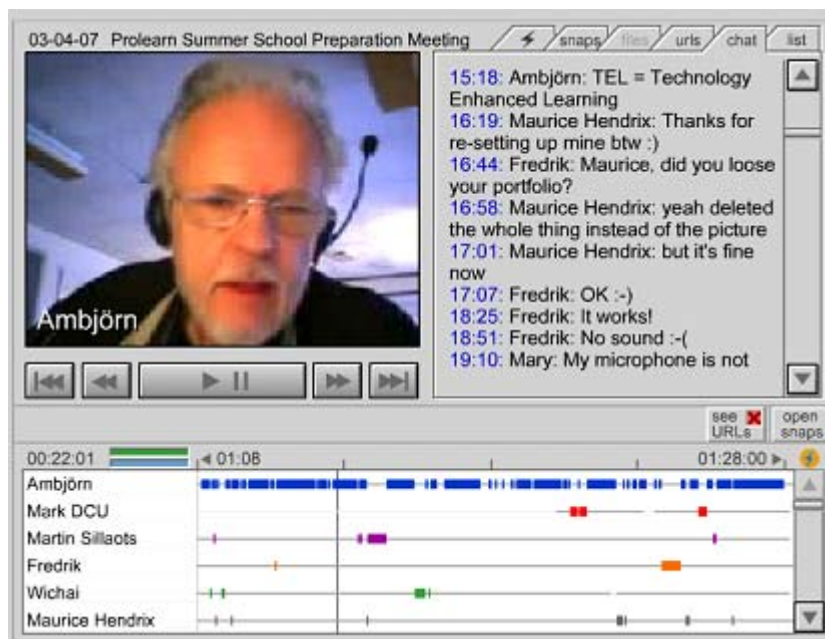 03-04-07 Prolearn Summer School Preparation Meeting
snaps
files
urls
chat
list
15:18: Ambjörn: TEL = Technology
Enhanced Learning
16:19: Maurice Hendrix: Thanks for
re-setting up mine btw :)
16:44: Fredrik: Maurice, did you loose
your portfolio?
16:58: Maurice Hendrix: yeah deleted
the whole thing instead of the picture
17:01: Maurice Hendrix: but it's fine
now
17:07: Fredrik: OK :-)
18:25: Fredrik: It works!
18:51: Fredrik: No sound :-(
19:10: Mary: My microphone is not
Ambjörn
see
URLs
open
snaps
00:22:01
01:08
01:28:00
Ambjörn
Mark DCU
Martin Sillaots
Fredrik
Wichai
Maurice Hendrix